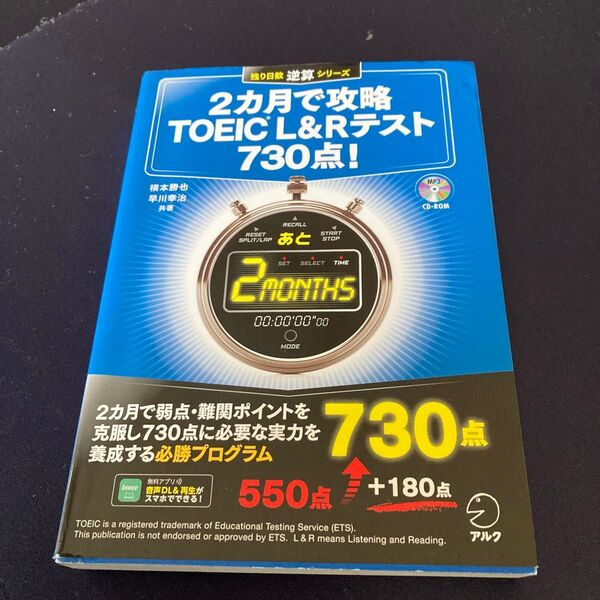 残り日数 逆算 シリーズ
2カ月で攻略
TOEIC® L&Rテスト
730点!
横本勝也
早川幸治
共著
MP3
CD-ROM
RECALL
RESET
SPLIT/LAP
あと
START
STOP
SET SELECT TIME
2MONTHS
00:00'00"00
MODE
2カ月で弱点・難関ポイントを
克服し730点に必要な実力を
養成する必勝プログラム
730点
550点
+180点
booco
無料アプリ
音声DL&再生が
スマホでできる!
アルク
TOEIC is a registered trademark of Educational Testing Service (ETS).
This publication is not endorsed or approved by ETS. L & R means Listening and Reading.